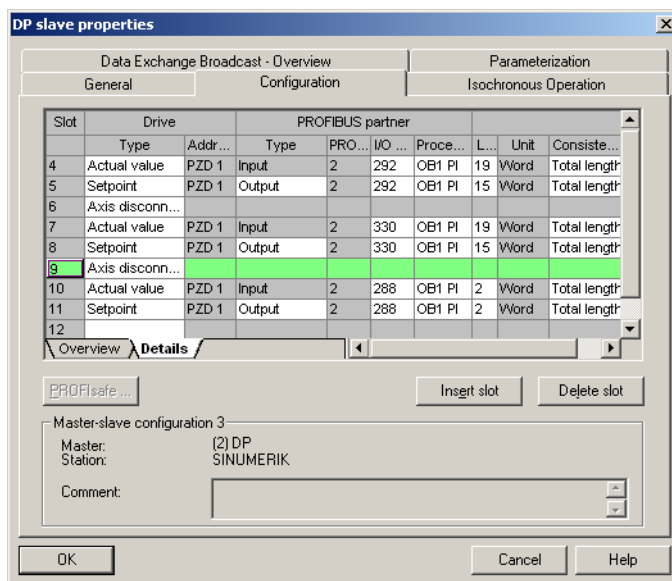 DP slave properties
Data Exchange Broadcast - Overview Parameterization
General Configuration Isochronous Operation
Slot Drive PROFIBUS partner
Type Addr... Type PRO... I/O ... Proce... L... Unit Consiste...
4 Actual value PZD 1 Input 2 292 OB1 PI 19 Word Total length
5 Setpoint PZD 1 Output 2 292 OB1 PI 15 Word Total length
6 Axis disconn...
7 Actual value PZD 1 Input 2 330 OB1 PI 19 Word Total length
8 Setpoint PZD 1 Output 2 330 OB1 PI 15 Word Total length
9 Axis disconn...
10 Actual value PZD 1 Input 2 288 OB1 PI 2 Word Total length
11 Setpoint PZD 1 Output 2 288 OB1 PI 2 Word Total length
12
Overview Details
PROFIsafe ... Insert slot Delete slot
Master-slave configuration 3
Master: (2) DP
Station: SINUMERIK
Comment:
OK Cancel Help